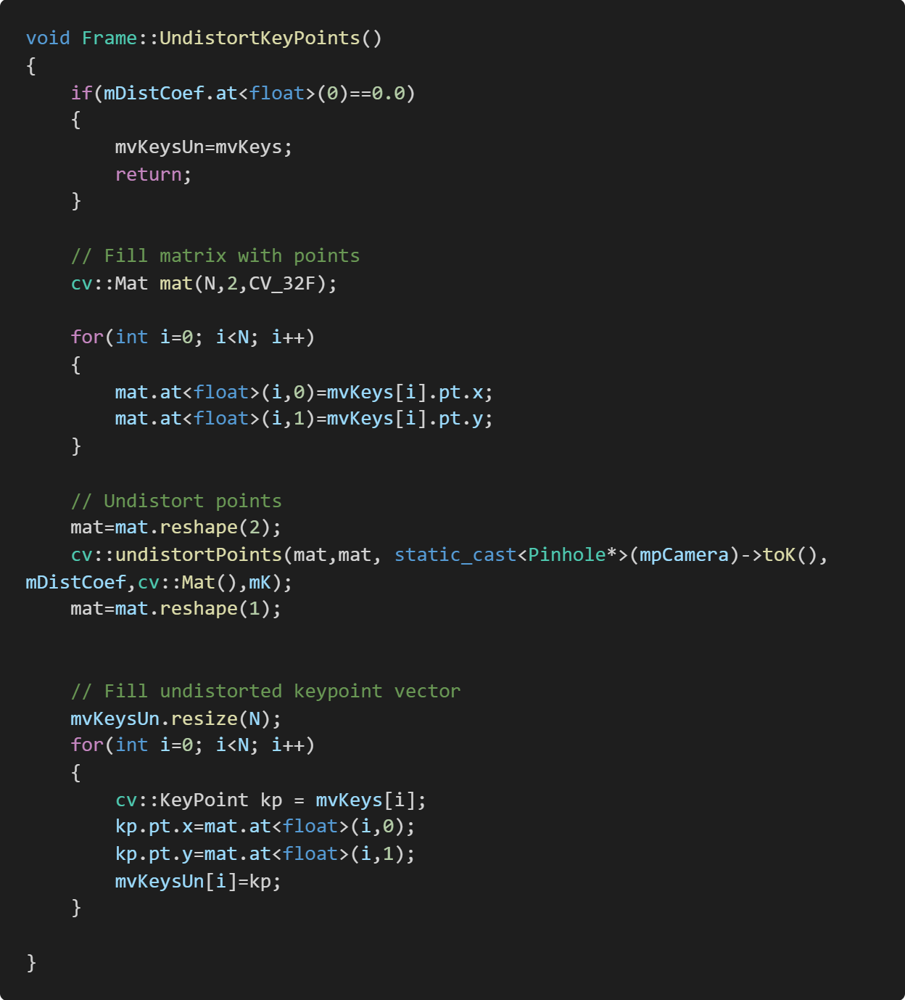 void Frame::UndistortKeyPoints()
{
    if(mDistCoef.at<float>(0)==0.0)
    {
        mvKeysUn=mvKeys;
        return;
    }
    // Fill matrix with points
    cv::Mat mat(N,2,CV_32F);
    for(int i=0; i<N; i++)
    {
        mat.at<float>(i,0)=mvKeys[i].pt.x;
        mat.at<float>(i,1)=mvKeys[i].pt.y;
    }
    // Undistort points
    mat=mat.reshape(2);
    cv::undistortPoints(mat,mat, static_cast<Pinhole*>(mpCamera)->toK(),
mDistCoef,cv::Mat(),mK);
    mat=mat.reshape(1);
    // Fill undistorted keypoint vector
    mvKeysUn.resize(N);
    for(int i=0; i<N; i++)
    {
        cv::KeyPoint kp = mvKeys[i];
        kp.pt.x=mat.at<float>(i,0);
        kp.pt.y=mat.at<float>(i,1);
        mvKeysUn[i]=kp;
    }
}